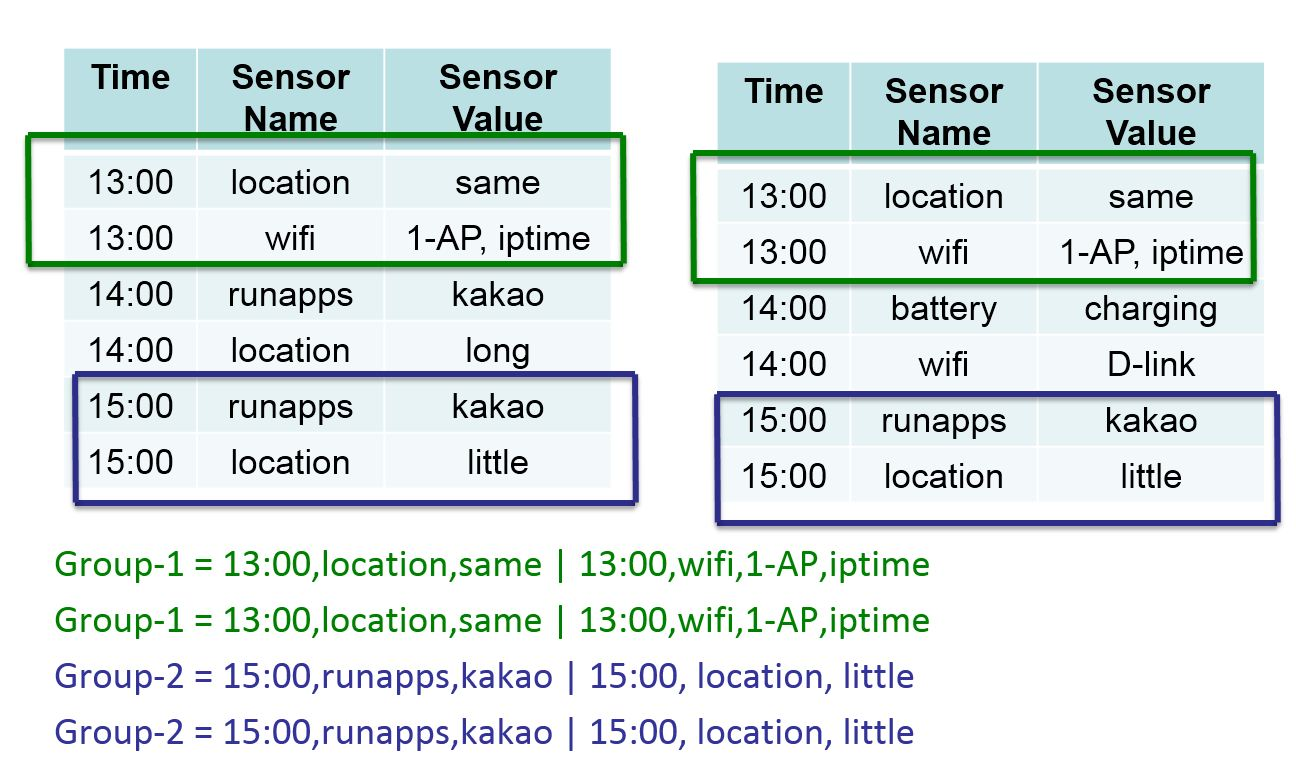 Time Sensor Name Sensor Value
13:00 location same
13:00 wifi 1-AP, iptime
14:00 runapps kakao
14:00 location long
15:00 runapps kakao
15:00 location little
Time Sensor Name Sensor Value
13:00 location same
13:00 wifi 1-AP, iptime
14:00 battery charging
14:00 wifi D-link
15:00 runapps kakao
15:00 location little
Group-1 = 13:00,location,same | 13:00,wifi,1-AP,iptime
Group-1 = 13:00,location,same | 13:00,wifi,1-AP,iptime
Group-2 = 15:00,runapps,kakao | 15:00, location, little
Group-2 = 15:00,runapps,kakao | 15:00, location, little